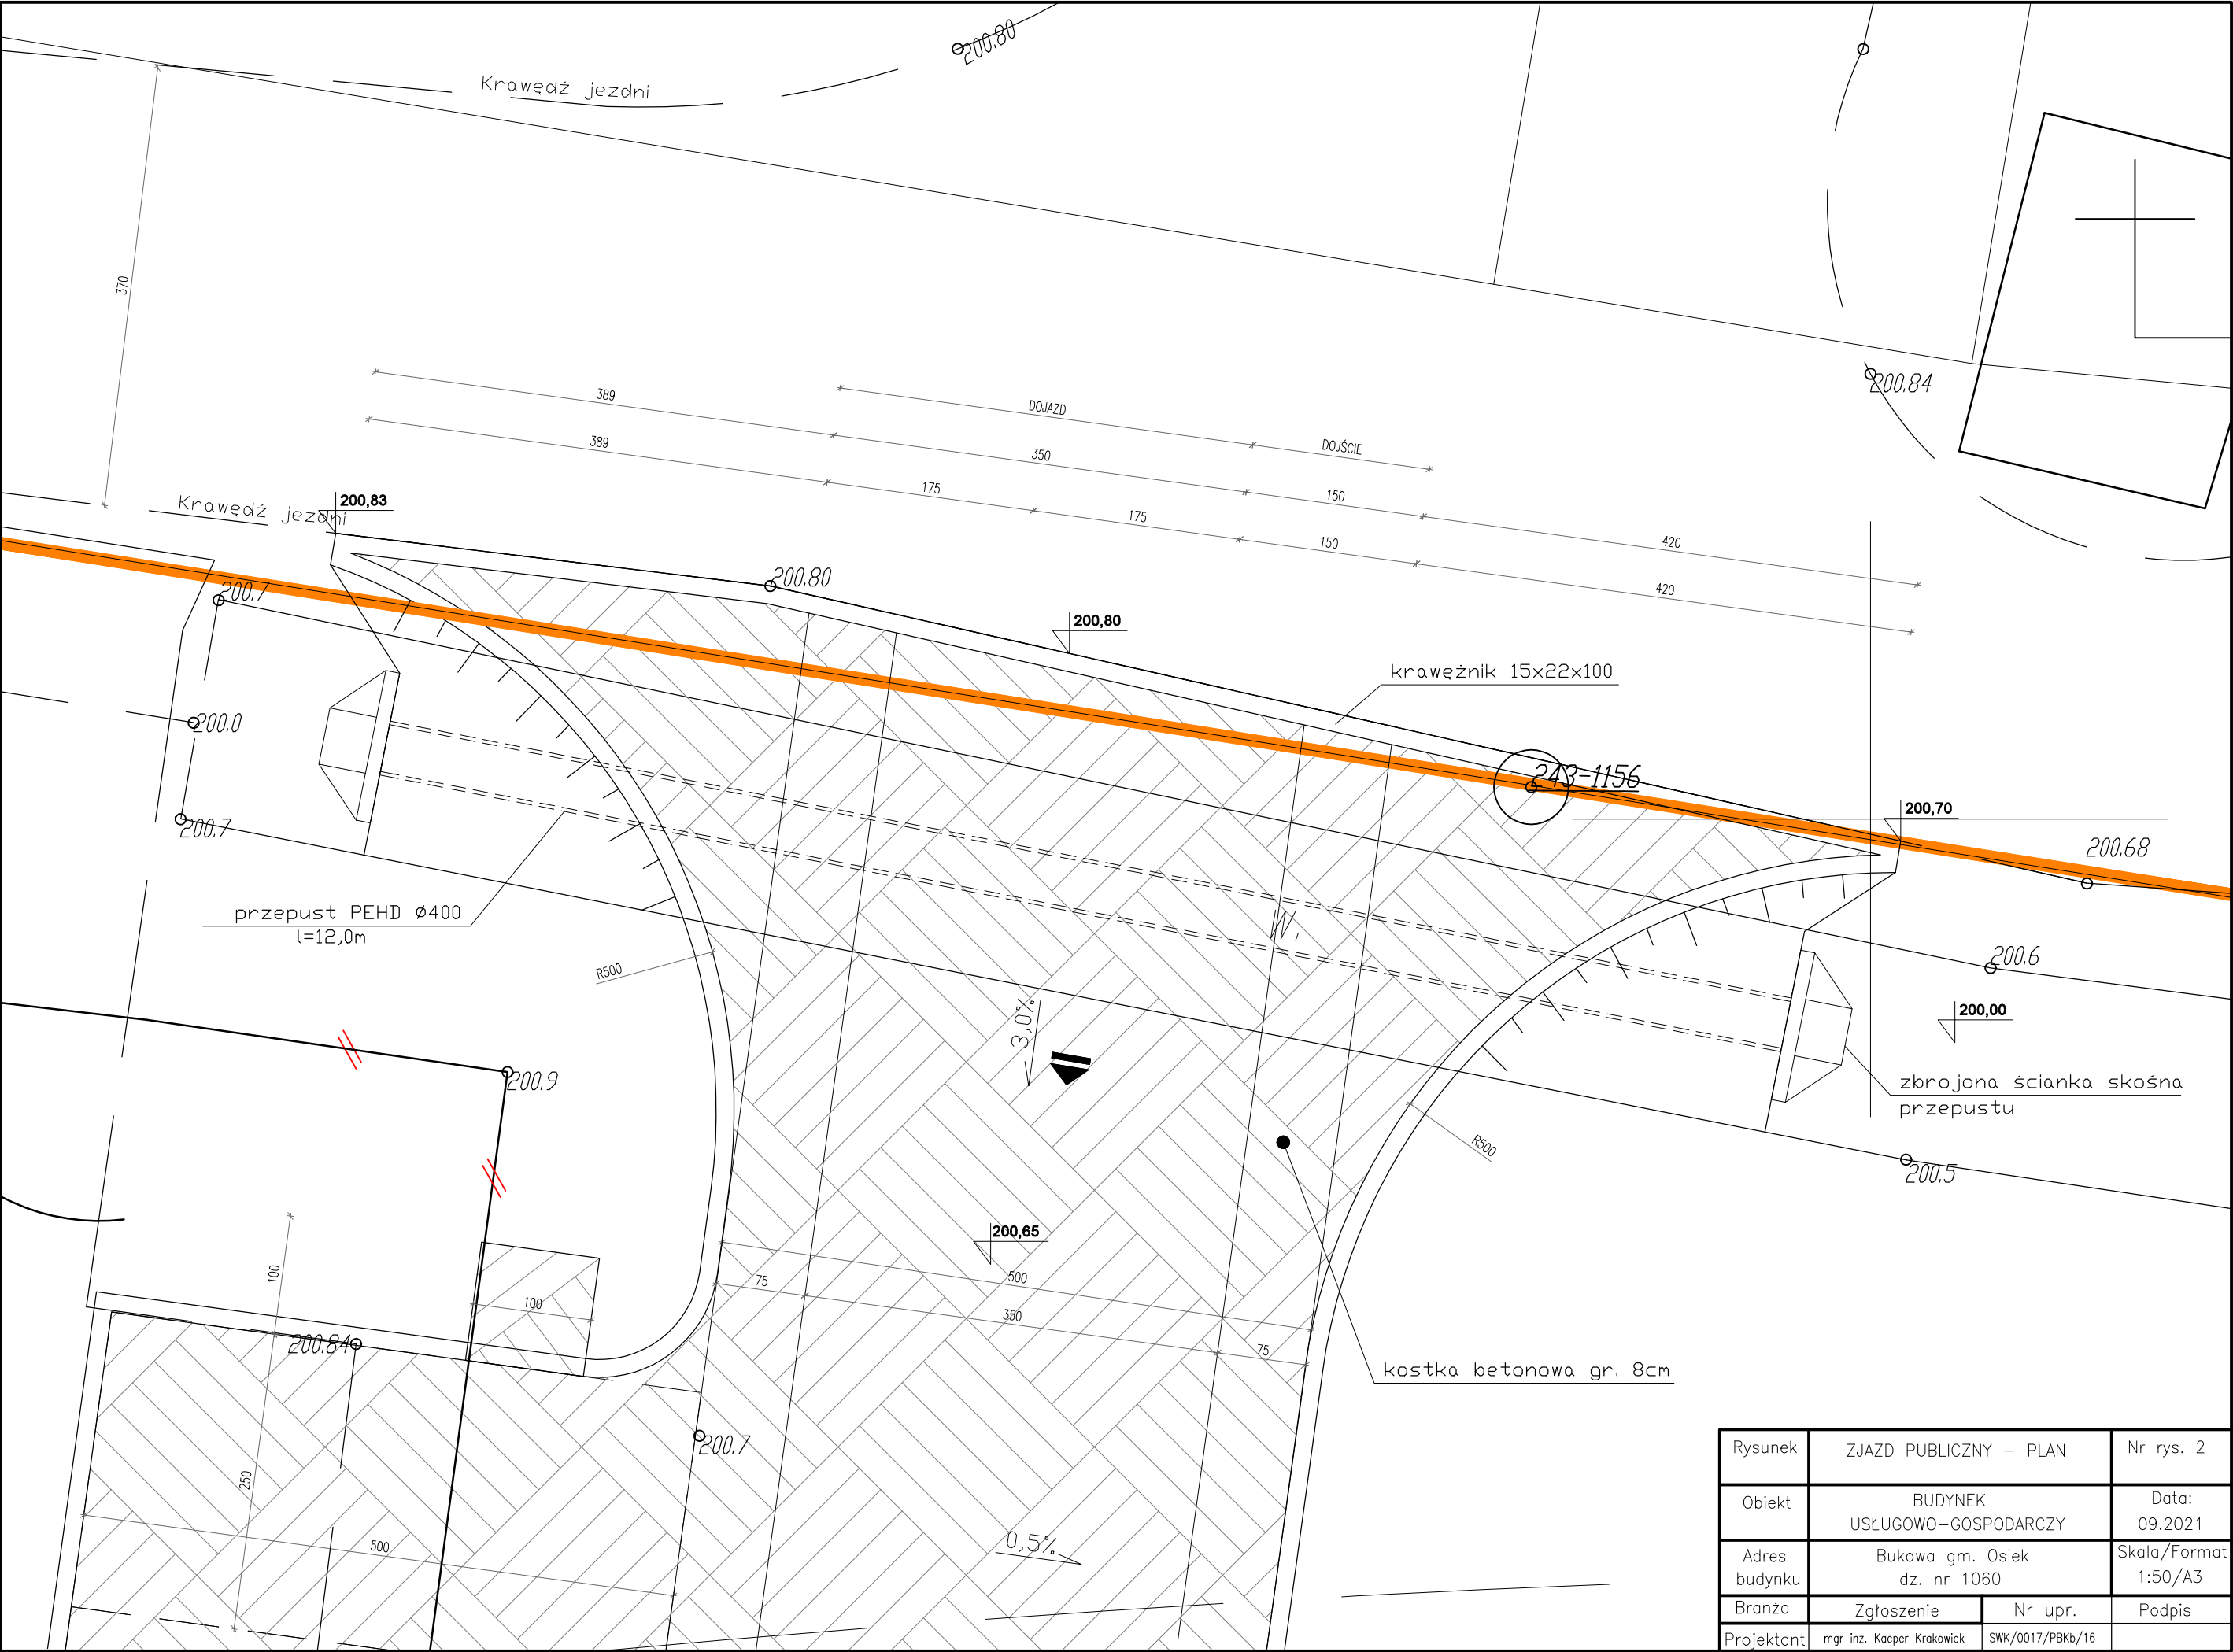 200.80
Krawędź jezdni
370
200.84
389
DOJAZD
389
350
DOJŚCIE
175
150
175
150
420
420
Krawędź jezdni
200,83
200.7
200.80
200,80
krawężnik 15x22x100
200.0
243-1156
200,70
200.7
200.68
przepust PEHD Ø400
l=12,0m
W.
200.6
R500
200,00
3,0%
200.9
zbrojona ścianka skośna
przepustu
R500
200.5
200,65
100
75
500
100
350
75
200.84
kostka betonowa gr. 8cm
200.7
250
500
0,5%
Rysunek
ZJAZD PUBLICZNY – PLAN
Nr rys. 2
Obiekt
BUDYNEK
USŁUGOWO–GOSPODARCZY
Data:
09.2021
Adres
budynku
Bukowa gm. Osiek
dz. nr 1060
Skala/Format
1:50/A3
Branża
Zgłoszenie
Nr upr.
Podpis
Projektant
mgr inż. Kacper Krakowiak
SWK/0017/PBKb/16